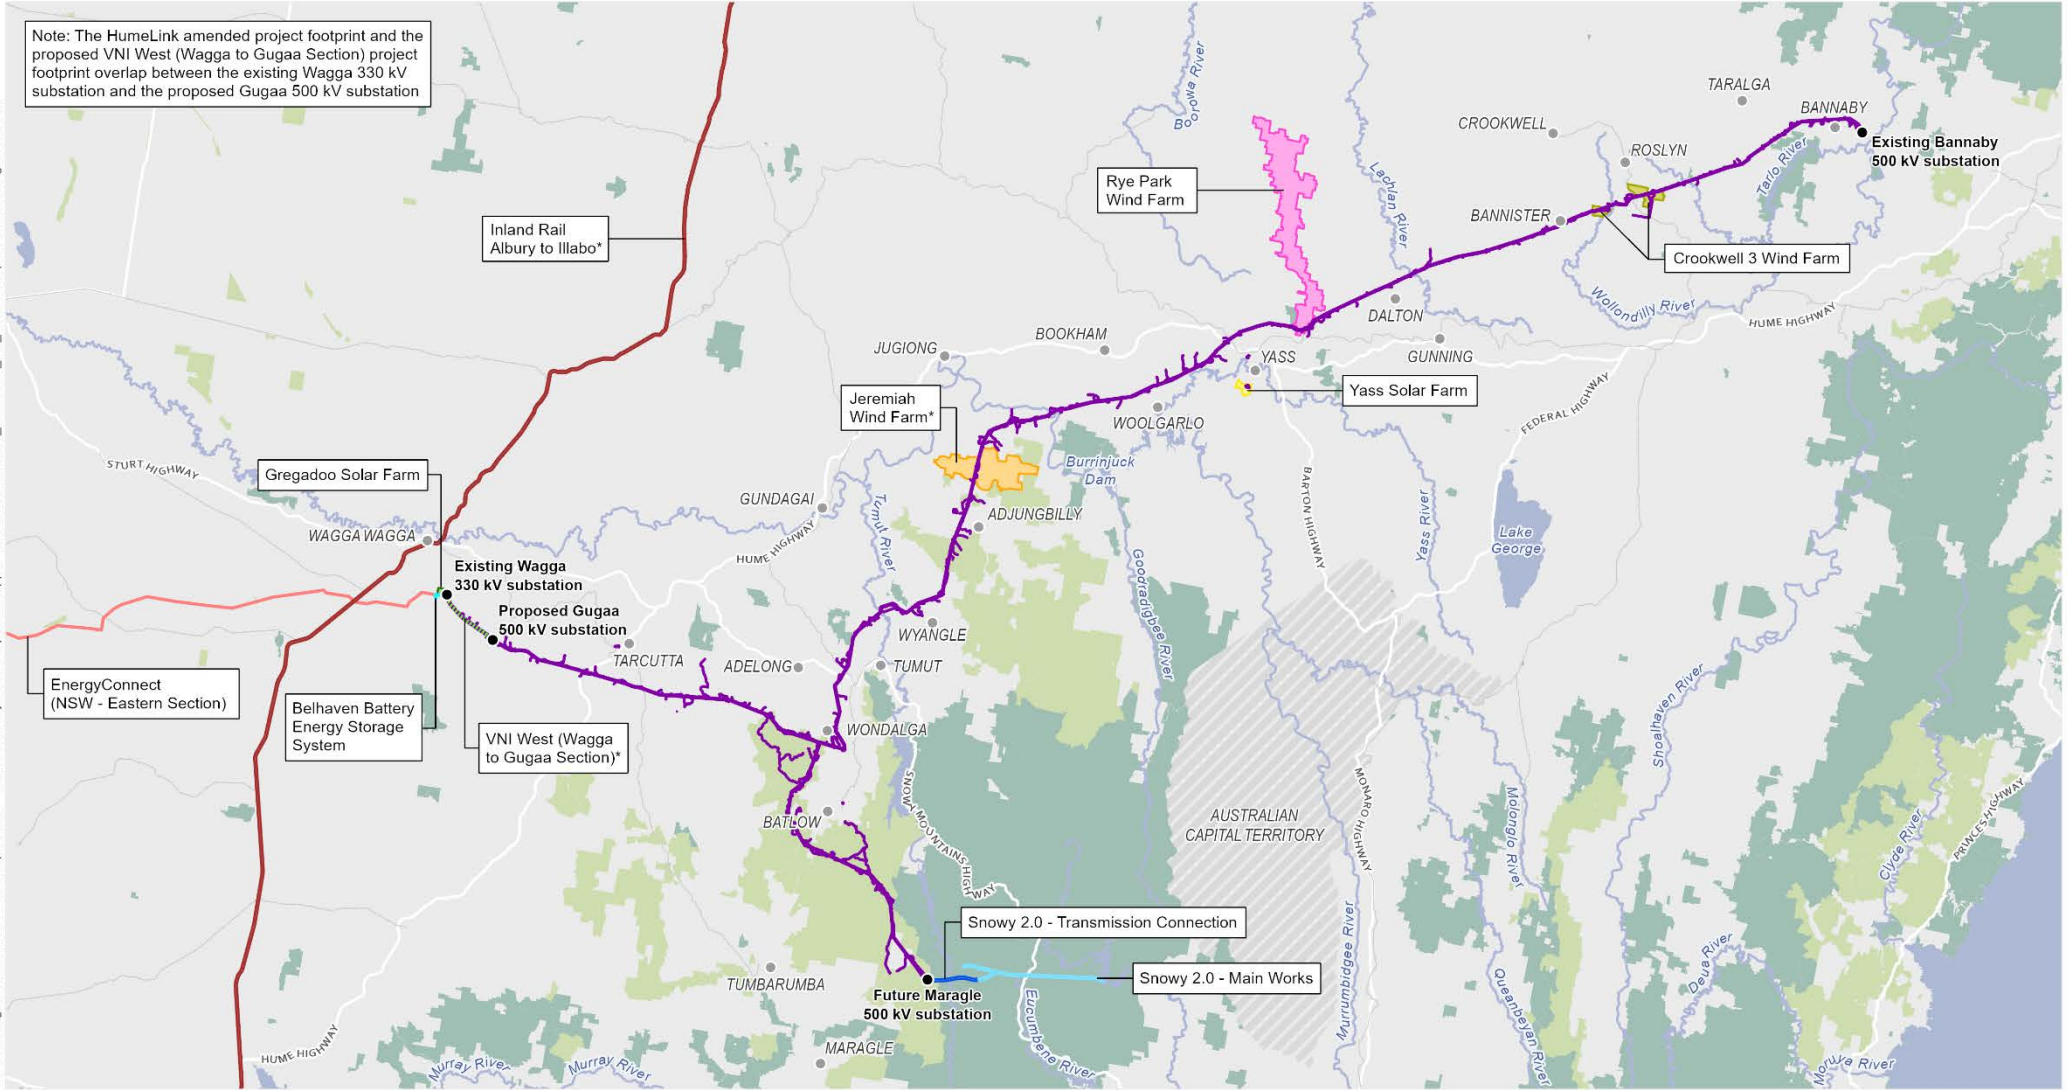 Note: The HumeLink amended project footprint and the
proposed VNI West (Wagga to Gugaa Section) project
footprint overlap between the existing Wagga 330 kV
substation and the proposed Gugaa 500 kV substation
Boorowa River
TARALGA
BANNABY
CROOKWELL
Existing Bannaby
500 kV substation
ROSLYN
Tarlo River
Rye Park
Wind Farm
Lachlan River
BANNISTER
Inland Rail
Albury to Illabo*
Crookwell 3 Wind Farm
Wollondilly River
HUME HIGHWAY
DALTON
BOOKHAM
JUGIONG
YASS
GUNNING
Jeremiah
Wind Farm*
Yass Solar Farm
FEDERAL HIGHWAY
WOOLGARLO
STURT HIGHWAY
Gregadoo Solar Farm
Burrinjuck
Dam
BARTON HIGHWAY
GUNDAGAI
Tumut River
ADJUNGBILLY
Yass River
Lake
George
WAGGA WAGGA
HUME HIGHWAY
Existing Wagga
330 kV substation
Goodradigbee River
Proposed Gugaa
500 kV substation
WYANGLE
TARCUTTA
ADELONG
TUMUT
EnergyConnect
(NSW - Eastern Section)
Belhaven Battery
Energy Storage
System
VNI West (Wagga
to Gugaa Section)*
WONDALGA
Shoalhaven River
SNOWY MOUNTAINS HIGHWAY
MONARO HIGHWAY
AUSTRALIAN
CAPITAL TERRITORY
BATLOW
Molonglo River
Clyde River
PRINCES HIGHWAY
Snowy 2.0 - Transmission Connection
Murrumbidgee River
Snowy 2.0 - Main Works
Deua River
TUMBARUMBA
Future Maragle
500 kV substation
Queanbeyan River
Eucumbene River
HUME HIGHWAY
MARAGLE
Murray River
Murray River
Moruya River